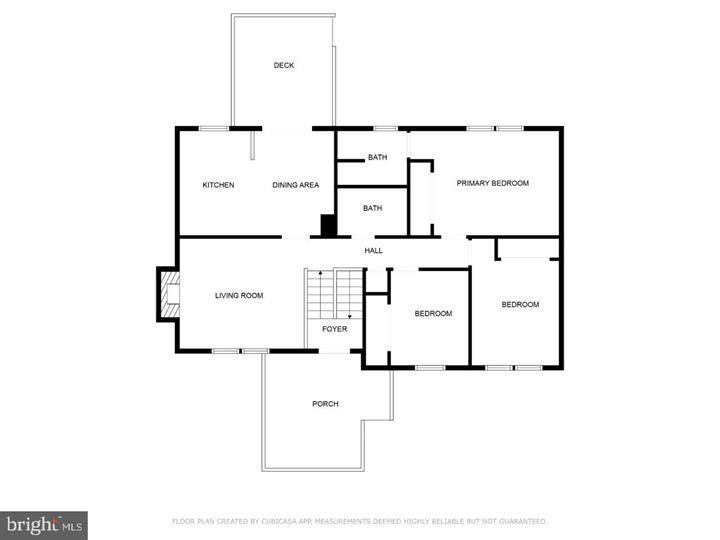 DECK
BATH
KITCHEN
DINING AREA
PRIMARY BEDROOM
BATH
HALL
LIVING ROOM
BEDROOM
BEDROOM
FOYER
PORCH
FLOOR PLAN CREATED BY CUBICASA APP. MEASUREMENTS DEEMED HIGHLY RELIABLE BUT NOT GUARANTEED.
bright MLS